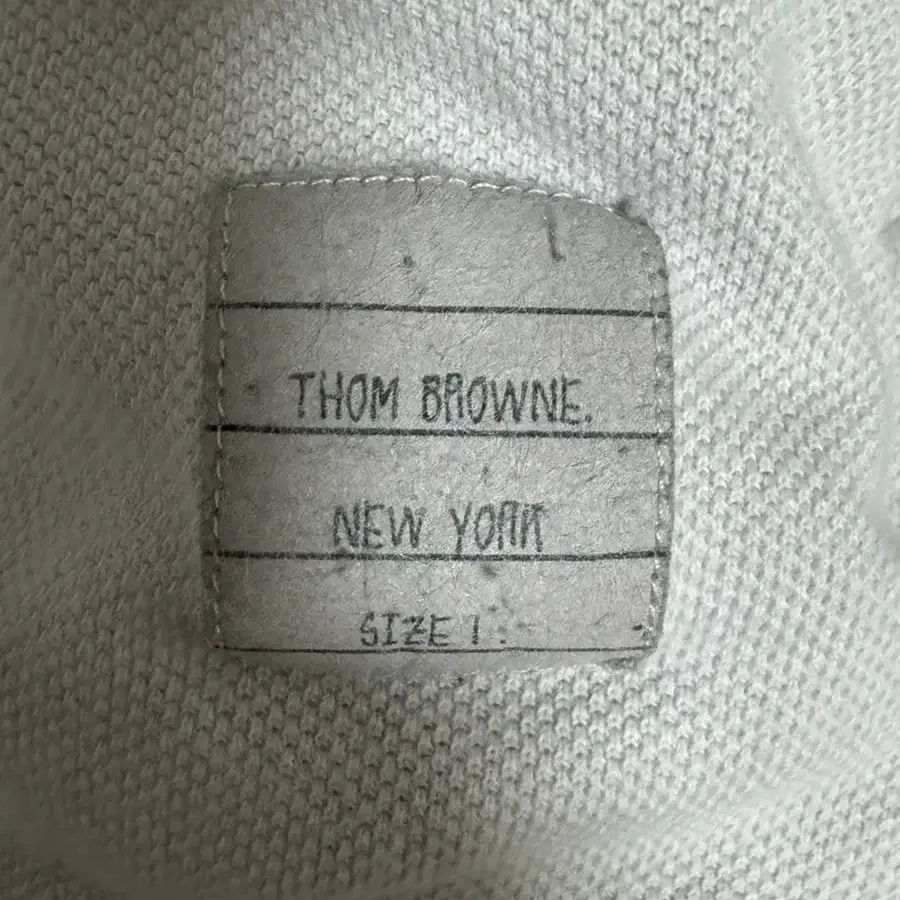 THOM BROWNE.
NEW YORK
SIZE 1